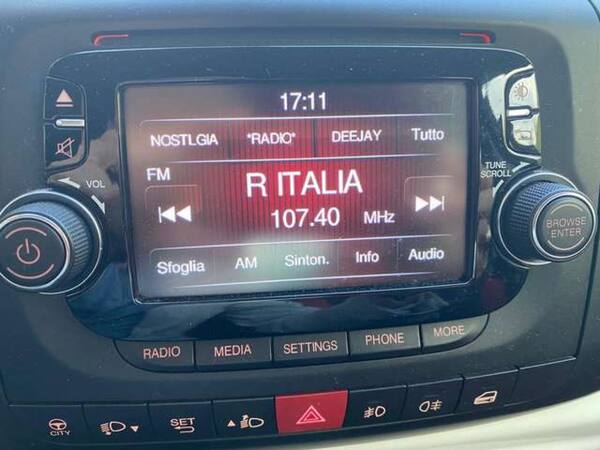 17:11
NOSTLGIA *RADIO* DEEJAY Tutto
FM
R ITALIA
107.40 MHz
VOL
TUNE
SCROLL
BROWSE
ENTER
Sfoglia AM Sinton. Info Audio
RADIO MEDIA SETTINGS PHONE MORE
CITY
SET